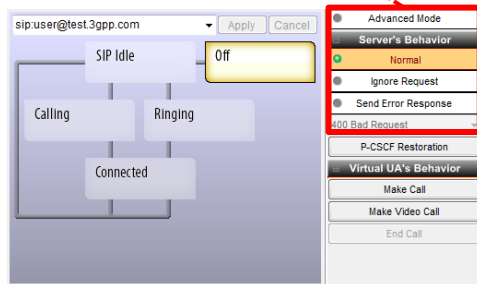 sip:user@test.3gpp.com
Apply
Cancel
SIP Idle
Off
Calling
Ringing
Connected
Advanced Mode
Server's Behavior
Normal
Ignore Request
Send Error Response
400 Bad Request
P-CSCF Restoration
Virtual UA's Behavior
Make Call
Make Video Call
End Call